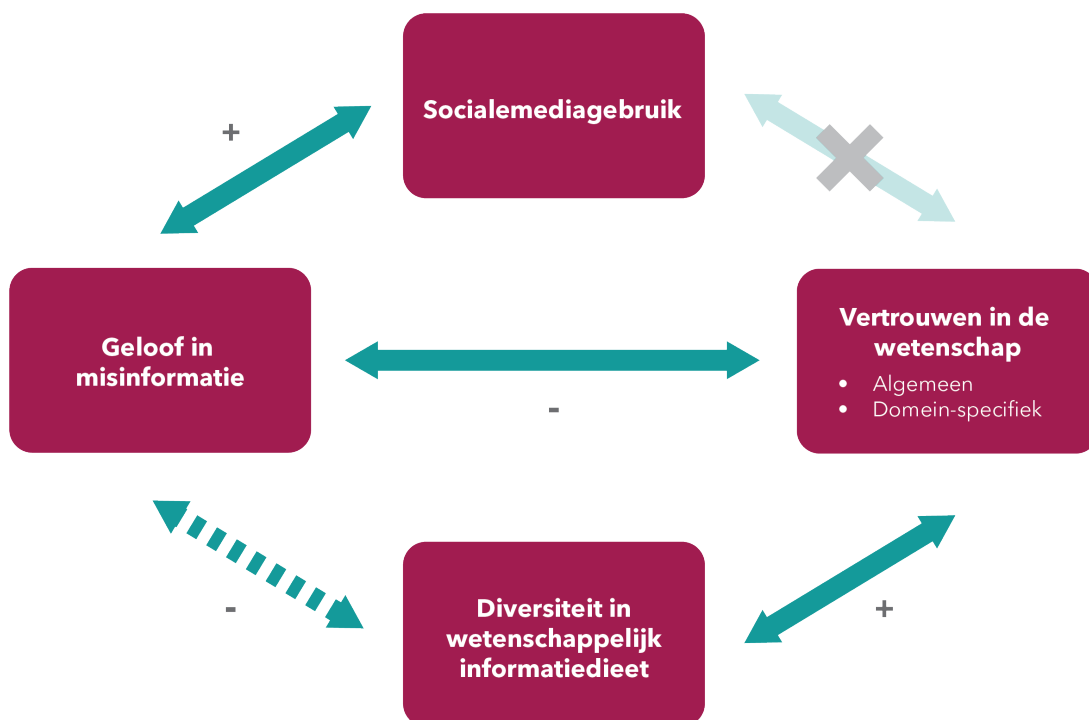 Socialemediagebruik
+
Geloof in
misinformatie
Vertrouwen in de
wetenschap
• Algemeen
• Domein-specifiek
-
-
Diversiteit in
wetenschappelijk
informatiedieet
+